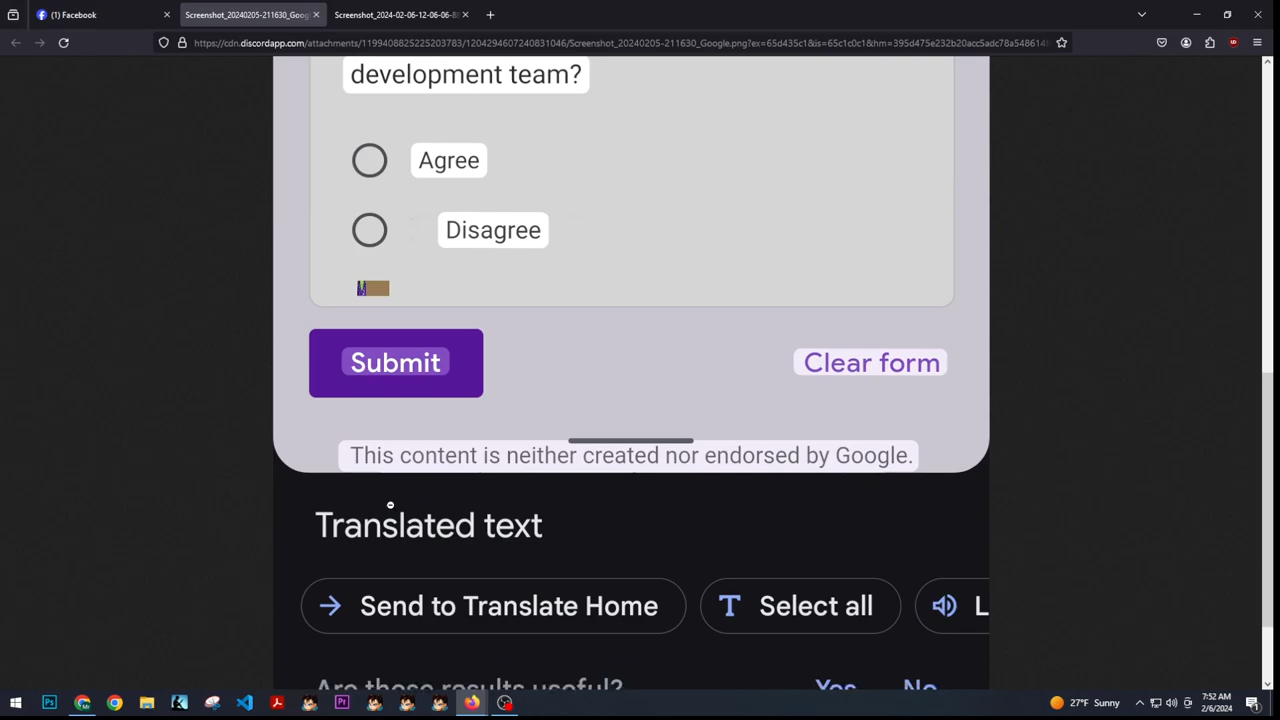 (1) Facebook
Screenshot_20240205-211630_Goog
Screenshot_2024-02-06-12-06-06-8
development team?
Agree
Disagree
Submit
Clear form
This content is neither created nor endorsed by Google.
Translated text
Send to Translate Home
Select all
L
Are these results useful?
Yes
No
27°F Sunny
7:52 AM
2/6/2024